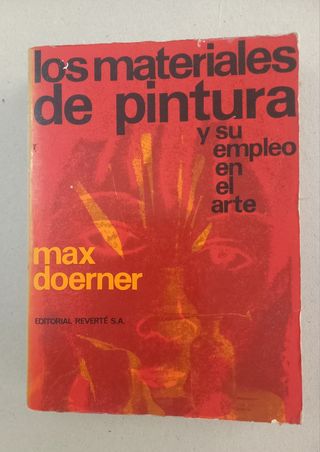 los materiales
de pintura
y su
empleo
en
el
arte
max
doerner
EDITORIAL REVERTÉ S.A.